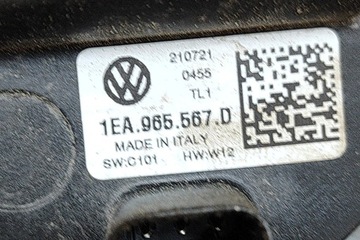 210721
0455
TL1
1EA.965.567.D
MADE IN ITALY
SW:C101 HW:W12